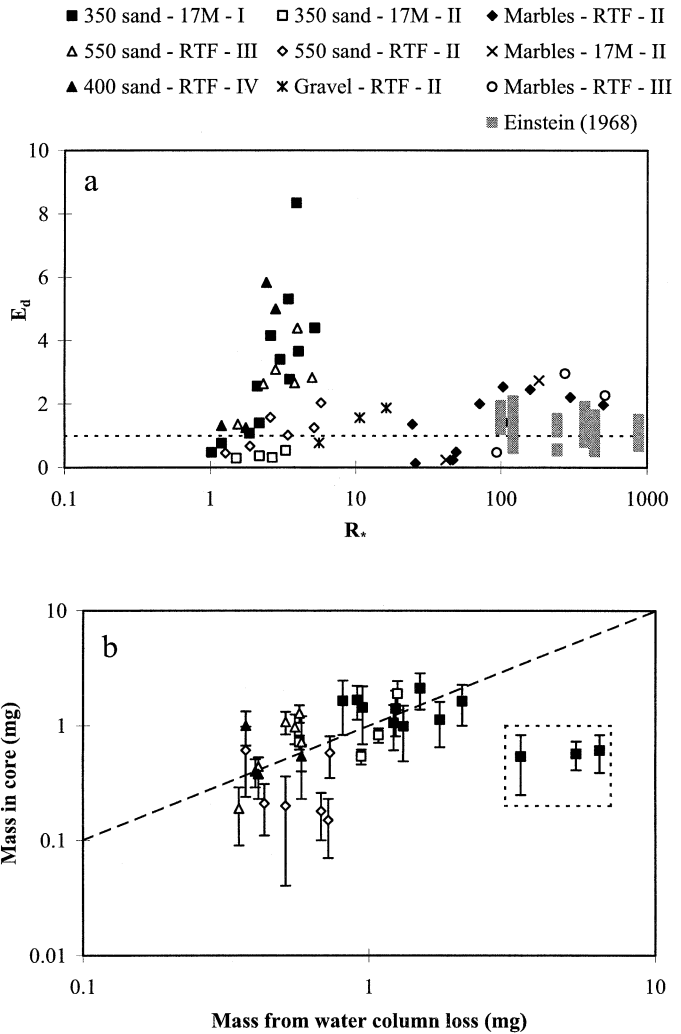 350 sand - 17M - I 350 sand - 17M - II Marbles - RTF - II
550 sand - RTF - III 550 sand - RTF - II Marbles - 17M - II
400 sand - RTF - IV Gravel - RTF - II Marbles - RTF - III
Einstein (1968)
10
a
8
6
E_d
4
2
0
0.1 1 10 100 1000
R_*
10
b
1
Mass in core (mg)
0.1
0.01
0.1 1 10
Mass from water column loss (mg)